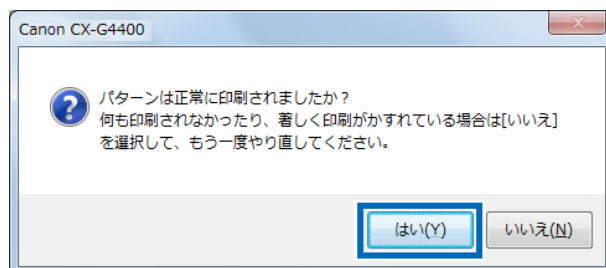 Canon CX-G4400
パターンは正常に印刷されましたか?
何も印刷されなかったり、著しく印刷がかすれている場合は[いいえ]
を選択して、もう一度やり直してください。
はい(Y) いいえ(N)